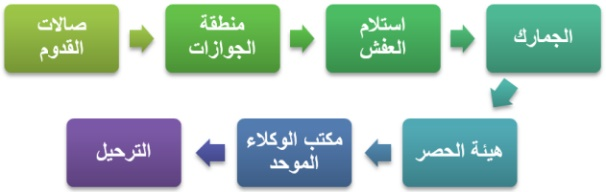 صالات
القدوم
منطقة
الجوازات
استلام
العفش
الجمارك
هيئة الحصر
مكتب الوكلاء
الموحد
الترحيل